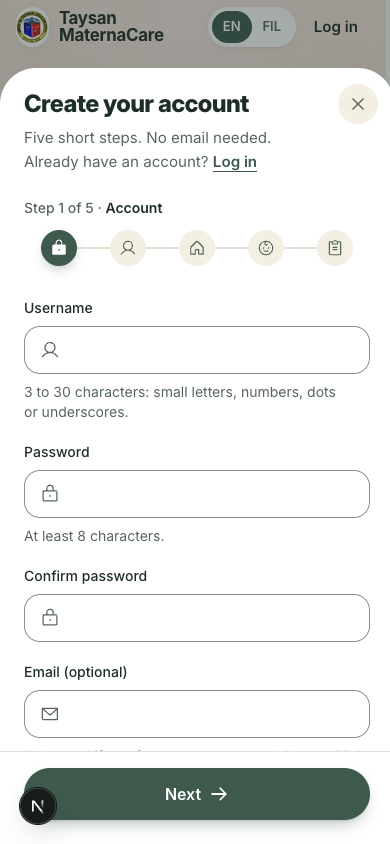 Taysan
MaternaCare
EN
FIL
Log in
Create your account
Five short steps. No email needed.
Already have an account? Log in
Step 1 of 5 · Account
Username
3 to 30 characters: small letters, numbers, dots
or underscores.
Password
At least 8 characters.
Confirm password
Email (optional)
Next →
N